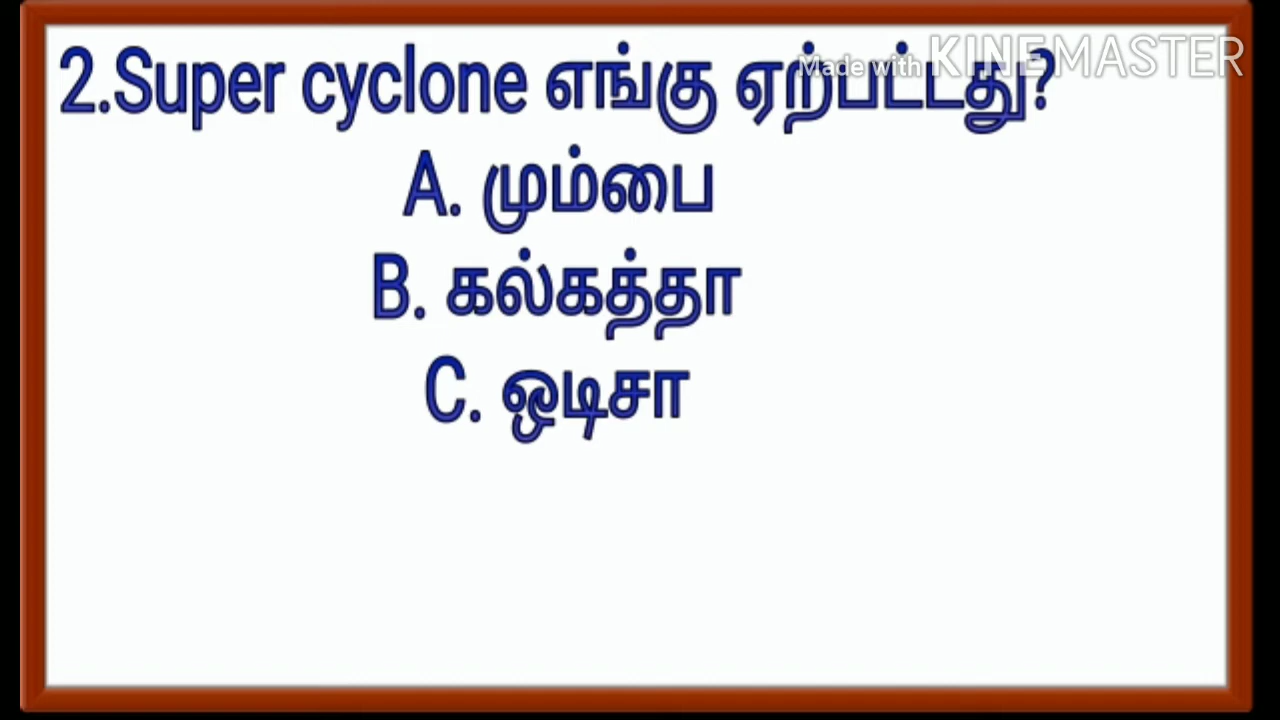 2.Super cyclone எங்கு ஏற்பட்டது?
Made with KINEMASTER
A. மும்பை
B. கல்கத்தா
C. ஒடிசா